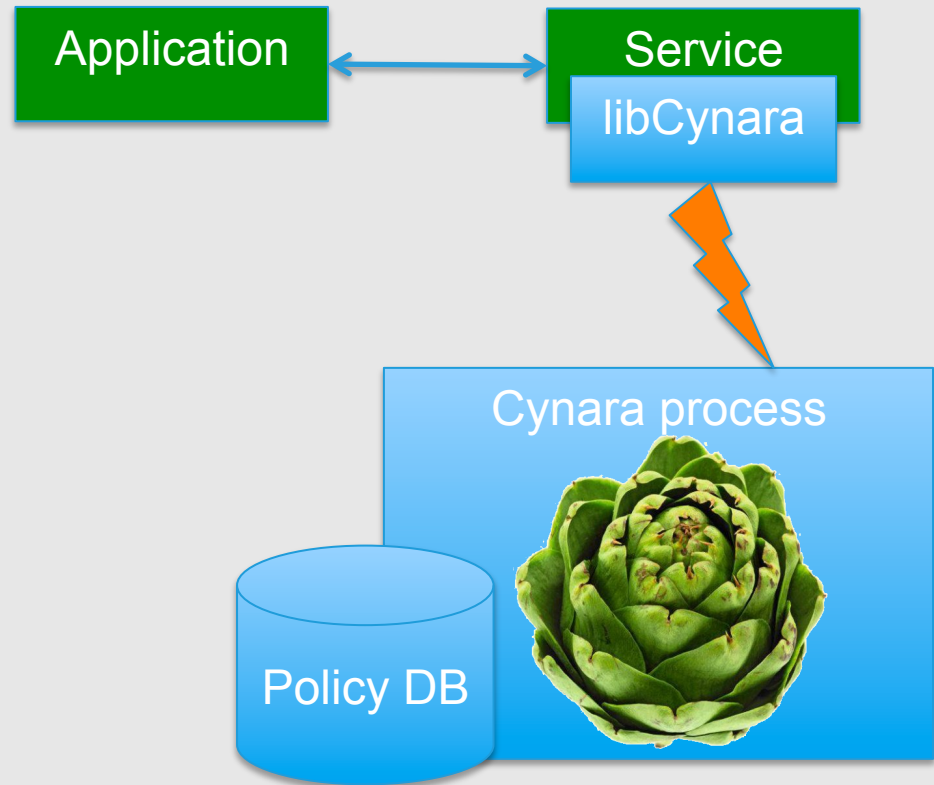 Application
Service
libCynara
Cynara process
Policy DB